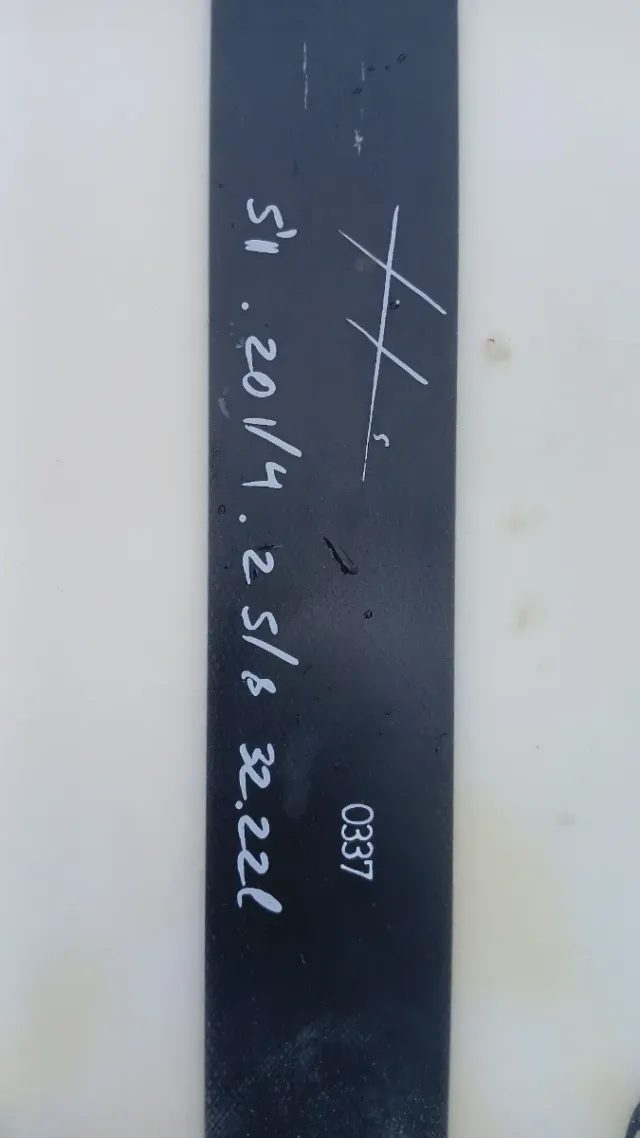 5'11 . 20 1/4 . 2 5/8 32.22l
0337